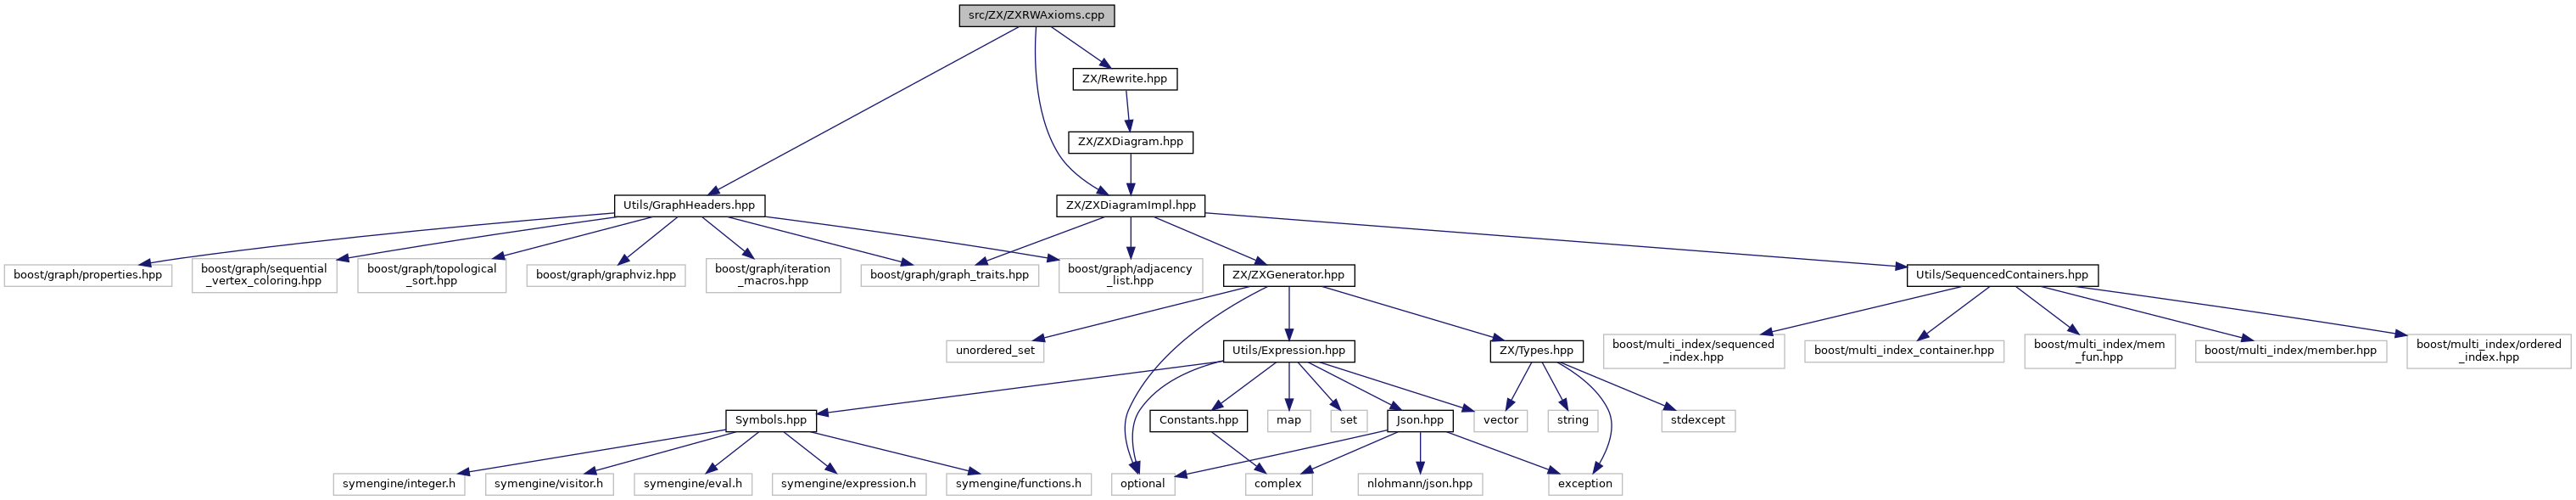 src/ZX/ZXRWAxioms.cpp
ZX/Rewrite.hpp
ZX/ZXDiagram.hpp
Utils/GraphHeaders.hpp
ZX/ZXDiagramImpl.hpp
boost/graph/properties.hpp
boost/graph/sequential
_vertex_coloring.hpp
boost/graph/topological
_sort.hpp
boost/graph/graphviz.hpp
boost/graph/iteration
_macros.hpp
boost/graph/graph_traits.hpp
boost/graph/adjacency
_list.hpp
ZX/ZXGenerator.hpp
Utils/SequencedContainers.hpp
unordered_set
Utils/Expression.hpp
ZX/Types.hpp
boost/multi_index/sequenced
_index.hpp
boost/multi_index_container.hpp
boost/multi_index/mem
_fun.hpp
boost/multi_index/member.hpp
boost/multi_index/ordered
_index.hpp
Symbols.hpp
Constants.hpp
map
set
Json.hpp
vector
string
stdexcept
symengine/integer.h
symengine/visitor.h
symengine/eval.h
symengine/expression.h
symengine/functions.h
optional
complex
nlohmann/json.hpp
exception